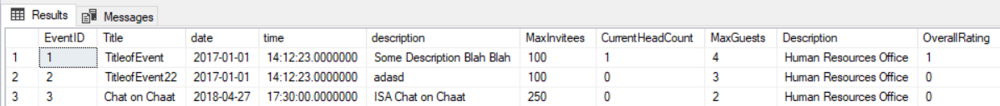 Results Messages
EventID Title date time description MaxInvitees CurrentHeadCount MaxGuests Description OverallRating
1 1 TitleofEvent 2017-01-01 14:12:23.0000000 Some Description Blah Blah 100 1 4 Human Resources Office 1
2 2 TitleofEvent22 2017-01-01 14:12:23.0000000 adasd 100 0 3 Human Resources Office 0
3 3 Chat on Chaat 2018-04-27 17:30:00.0000000 ISA Chat on Chaat 250 0 2 Human Resources Office 0